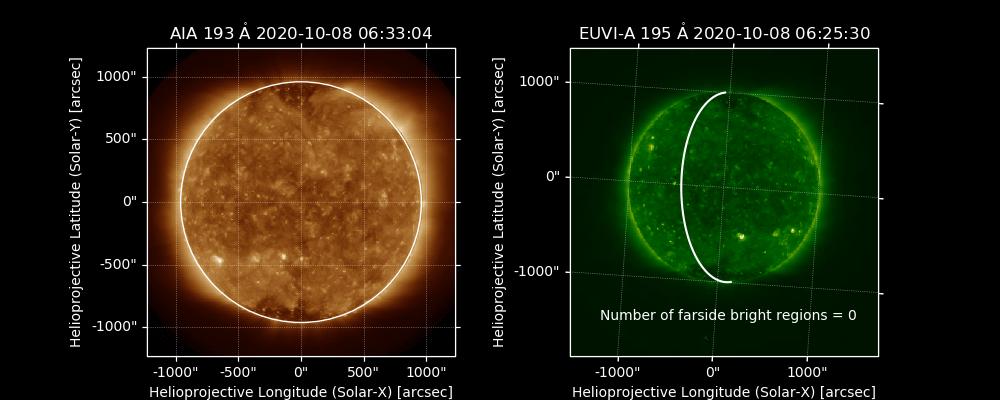 AIA 193 Å 2020-10-08 06:33:04
1000"
500"
0"
-500"
-1000"
-1000"
-500"
0"
500"
1000"
Helioprojective Latitude (Solar-Y) [arcsec]
Helioprojective Longitude (Solar-X) [arcsec]
EUVI-A 195 Å 2020-10-08 06:25:30
1000"
0"
-1000"
Number of farside bright regions = 0
-1000"
0"
1000"
Helioprojective Latitude (Solar-Y) [arcsec]
Helioprojective Longitude (Solar-X) [arcsec]